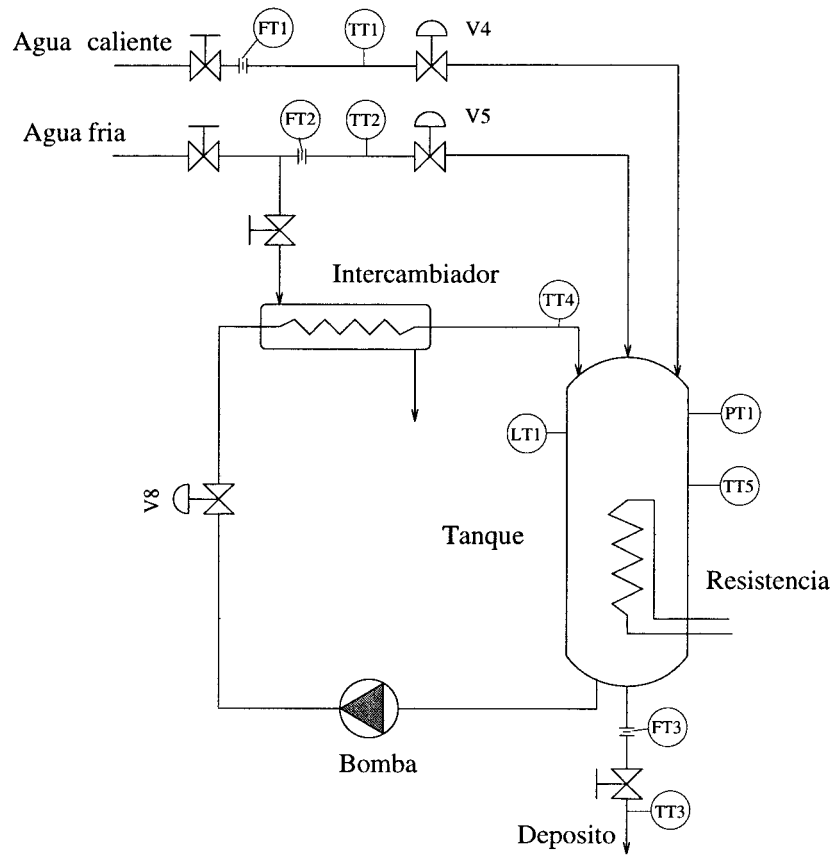 Agua caliente
FT1
TT1
V4
Agua fria
FT2
TT2
V5
Intercambiador
TT4
LT1
PT1
V8
TT5
Tanque
Resistencia
FT3
Bomba
TT3
Deposito